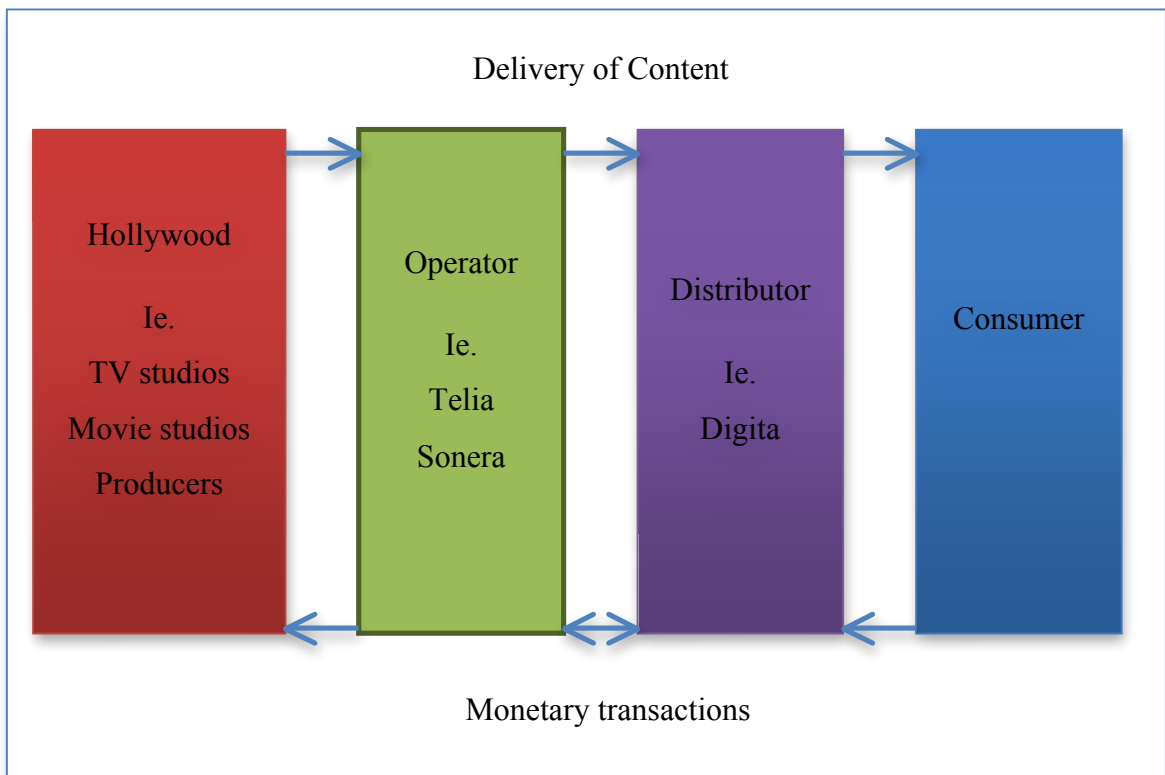 Delivery of Content
Hollywood
Ie.
TV studios
Movie studios
Producers
Operator
Ie.
Telia
Sonera
Distributor
Ie.
Digita
Consumer
Monetary transactions